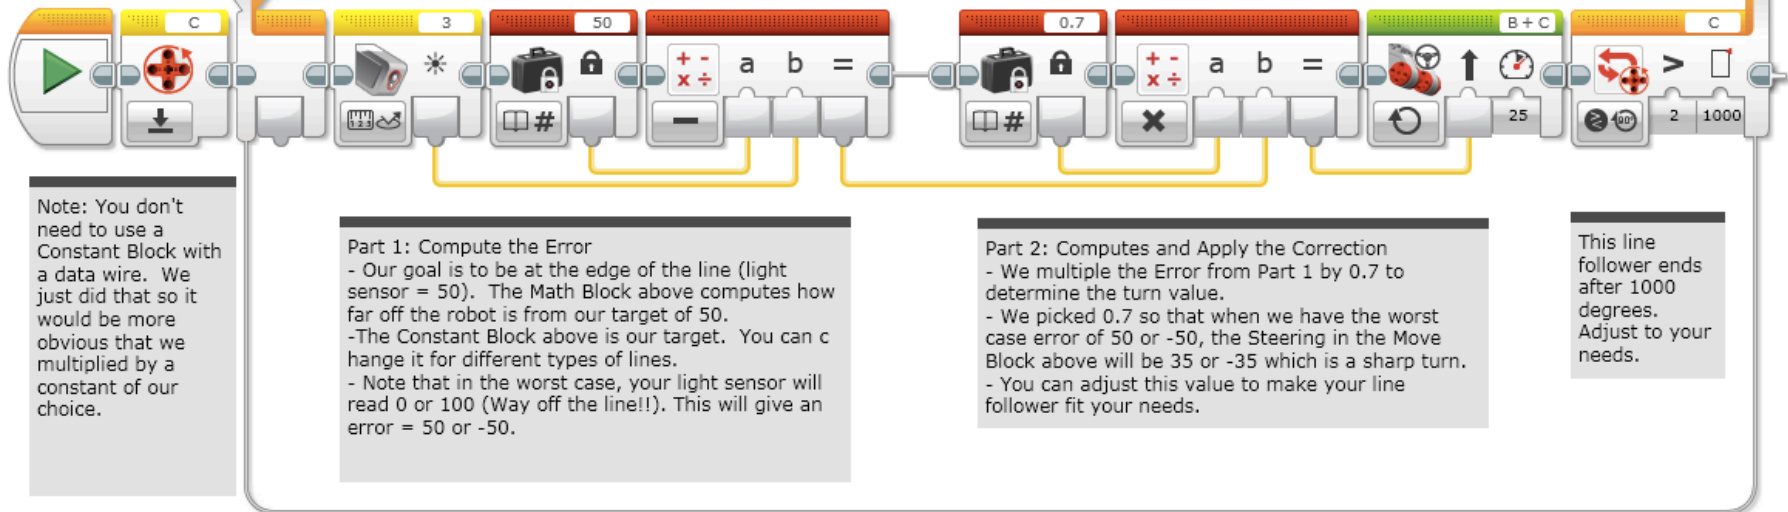 C
3
50
0.7
B + C
C
a b =
a b =
>
#
#
25
2 1000
Note: You don't
need to use a
Constant Block with
a data wire. We
just did that so it
would be more
obvious that we
multiplied by a
constant of our
choice.
Part 1: Compute the Error
- Our goal is to be at the edge of the line (light
sensor = 50). The Math Block above computes how
far off the robot is from our target of 50.
-The Constant Block above is our target. You can c
hange it for different types of lines.
- Note that in the worst case, your light sensor will
read 0 or 100 (Way off the line!!). This will give an
error = 50 or -50.
Part 2: Computes and Apply the Correction
- We multiple the Error from Part 1 by 0.7 to
determine the turn value.
- We picked 0.7 so that when we have the worst
case error of 50 or -50, the Steering in the Move
Block above will be 35 or -35 which is a sharp turn.
- You can adjust this value to make your line
follower fit your needs.
This line
follower ends
after 1000
degrees.
Adjust to your
needs.